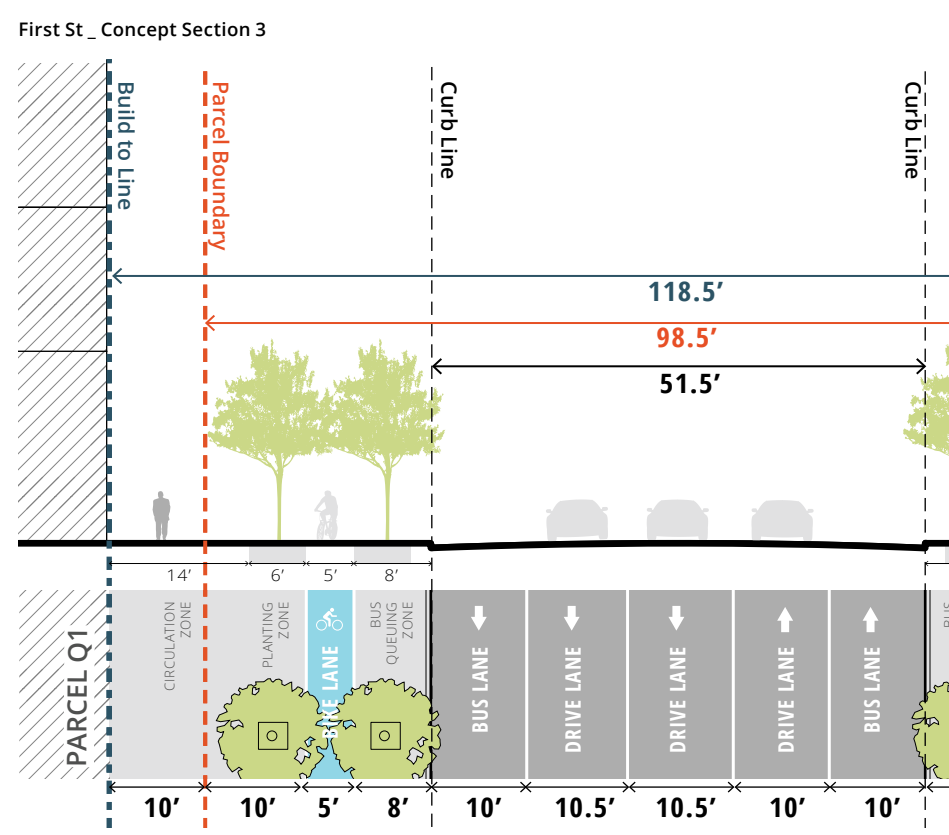 First St _ Concept Section 3
Build to Line
Parcel Boundary
Curb Line
Curb Line
118.5’
98.5’
51.5’
14’
6’
5’
8’
PARCEL Q1
CIRCULATION
ZONE
PLANTING
ZONE
BIKE LANE
BUS
QUEUING
ZONE
BUS LANE
DRIVE LANE
DRIVE LANE
DRIVE LANE
BUS LANE
BUS
10’
10’
5’
8’
10’
10.5’
10.5’
10’
10’